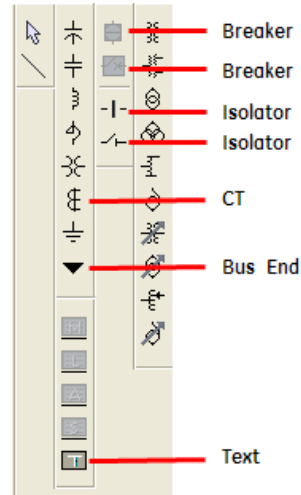 Breaker
Breaker
Isolator
Isolator
CT
Bus End
Text